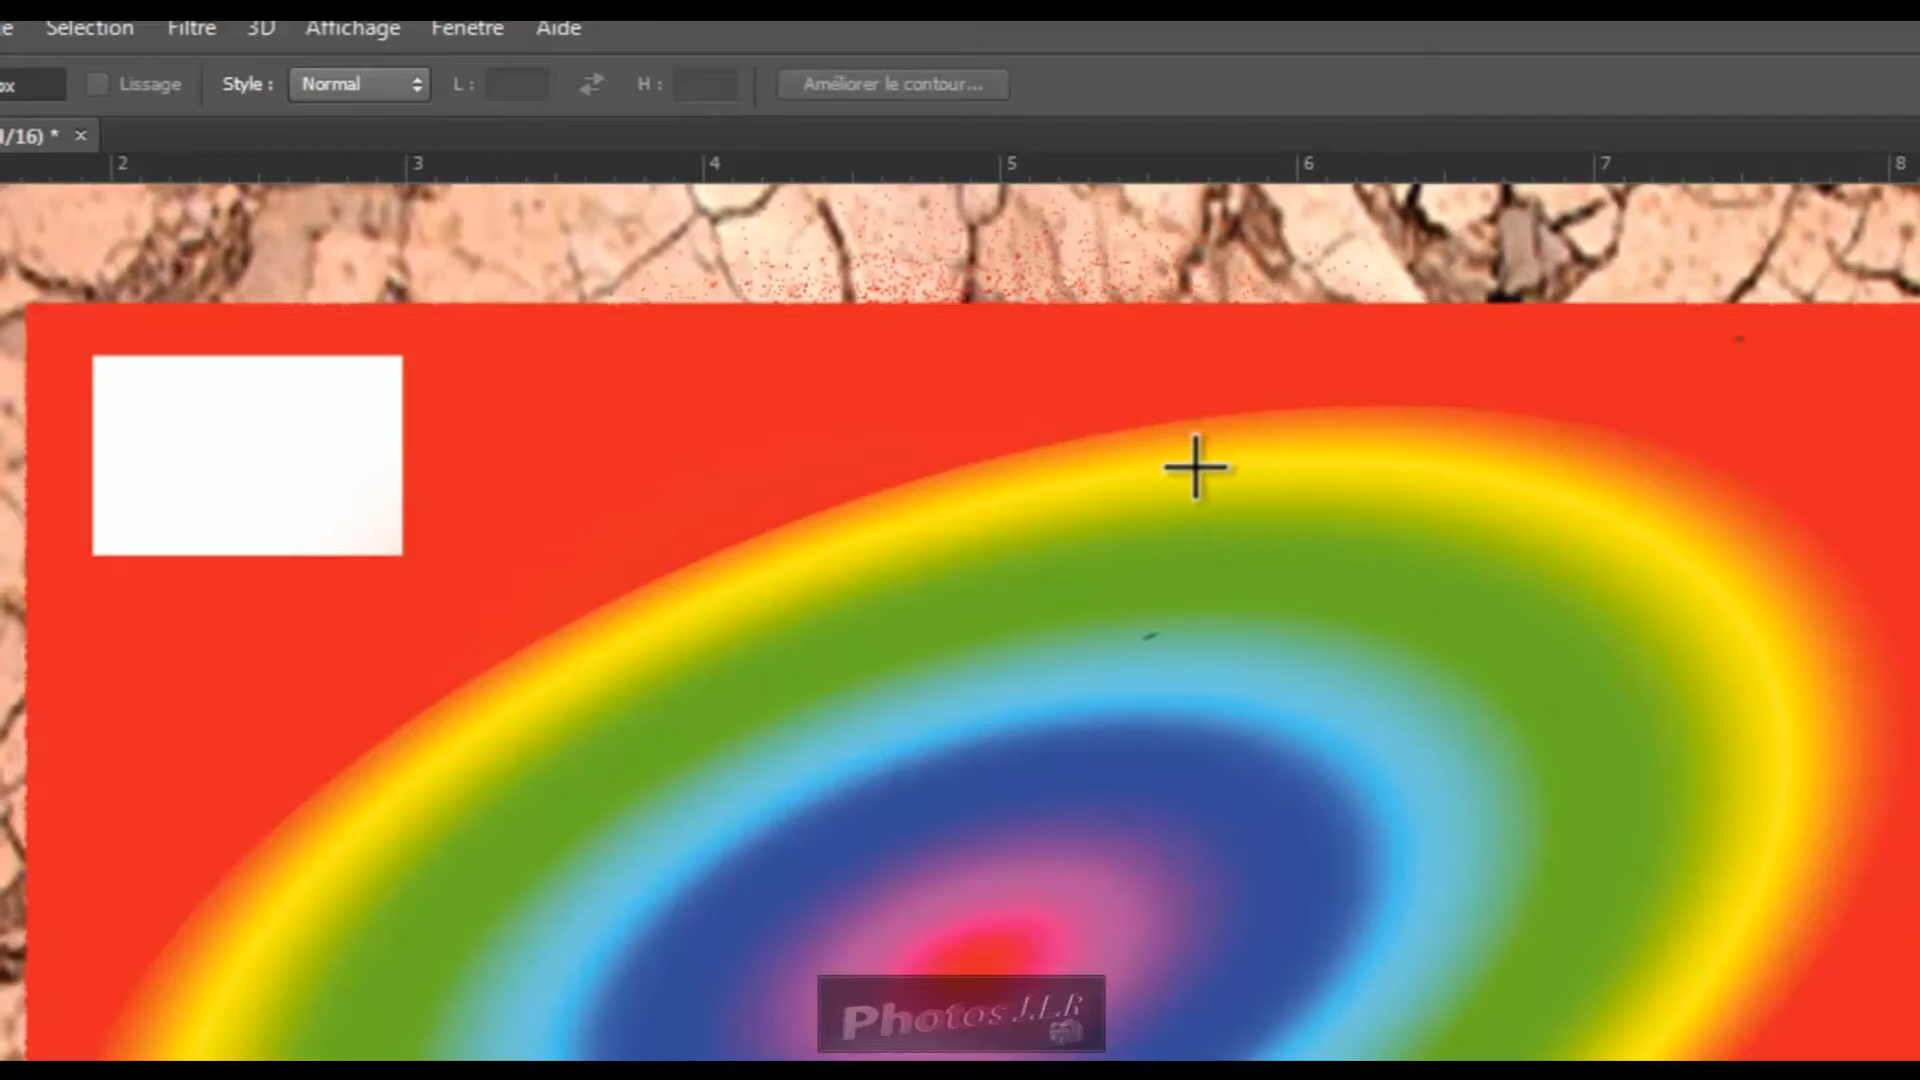 Sélection Filtre 3D Affichage Fenêtre Aide
px Lissage Style : Normal L : H : Améliorer le contour...
/16) * ×
2 3 4 5 6 7 8
Photos J.L.R